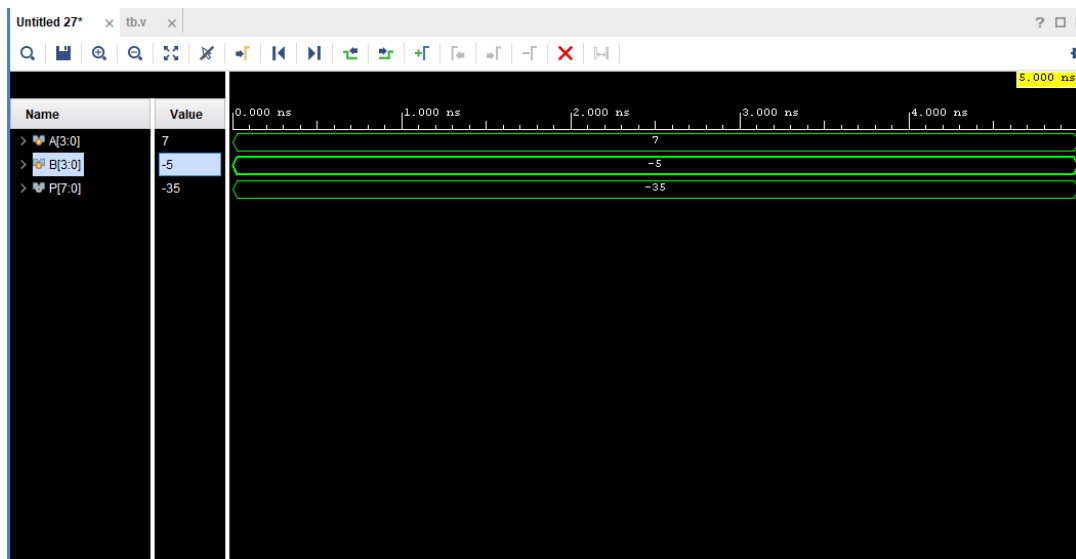 Untitled 27* × tb.v ×
?
5.000 ns
Name Value 0.000 ns 1.000 ns 2.000 ns 3.000 ns 4.000 ns
> A[3:0] 7 7
> B[3:0] -5 -5
> P[7:0] -35 -35